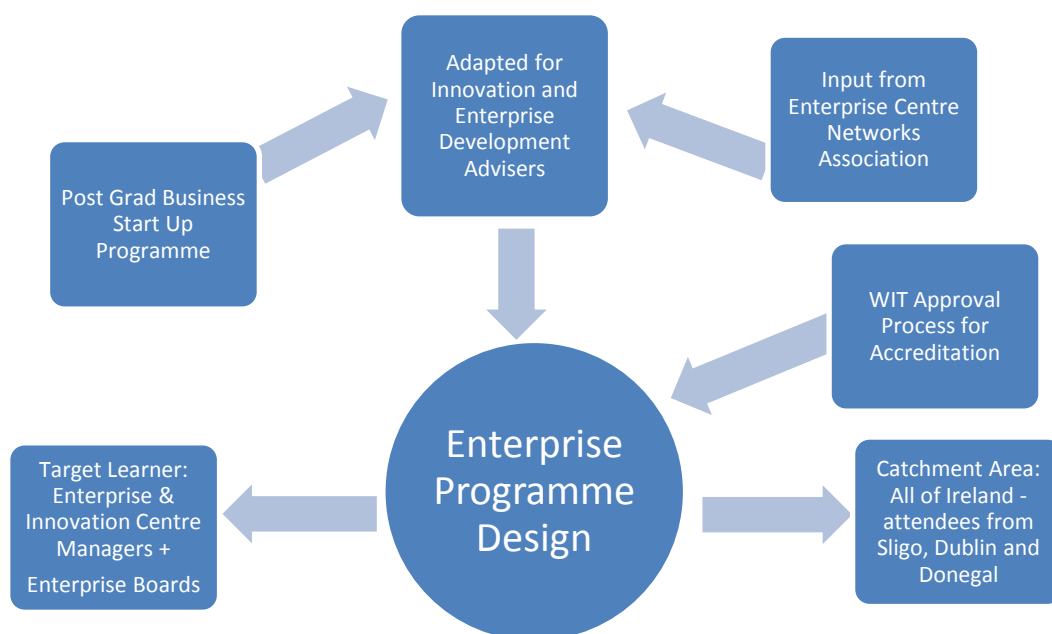 Adapted for
Innovation and
Enterprise
Development
Advisers
Input from
Enterprise Centre
Networks
Association
Post Grad Business
Start Up
Programme
WIT Approval
Process for
Accreditation
Enterprise
Programme
Design
Target Learner:
Enterprise &
Innovation Centre
Managers +
Enterprise Boards
Catchment Area:
All of Ireland -
attendees from
Sligo, Dublin and
Donegal